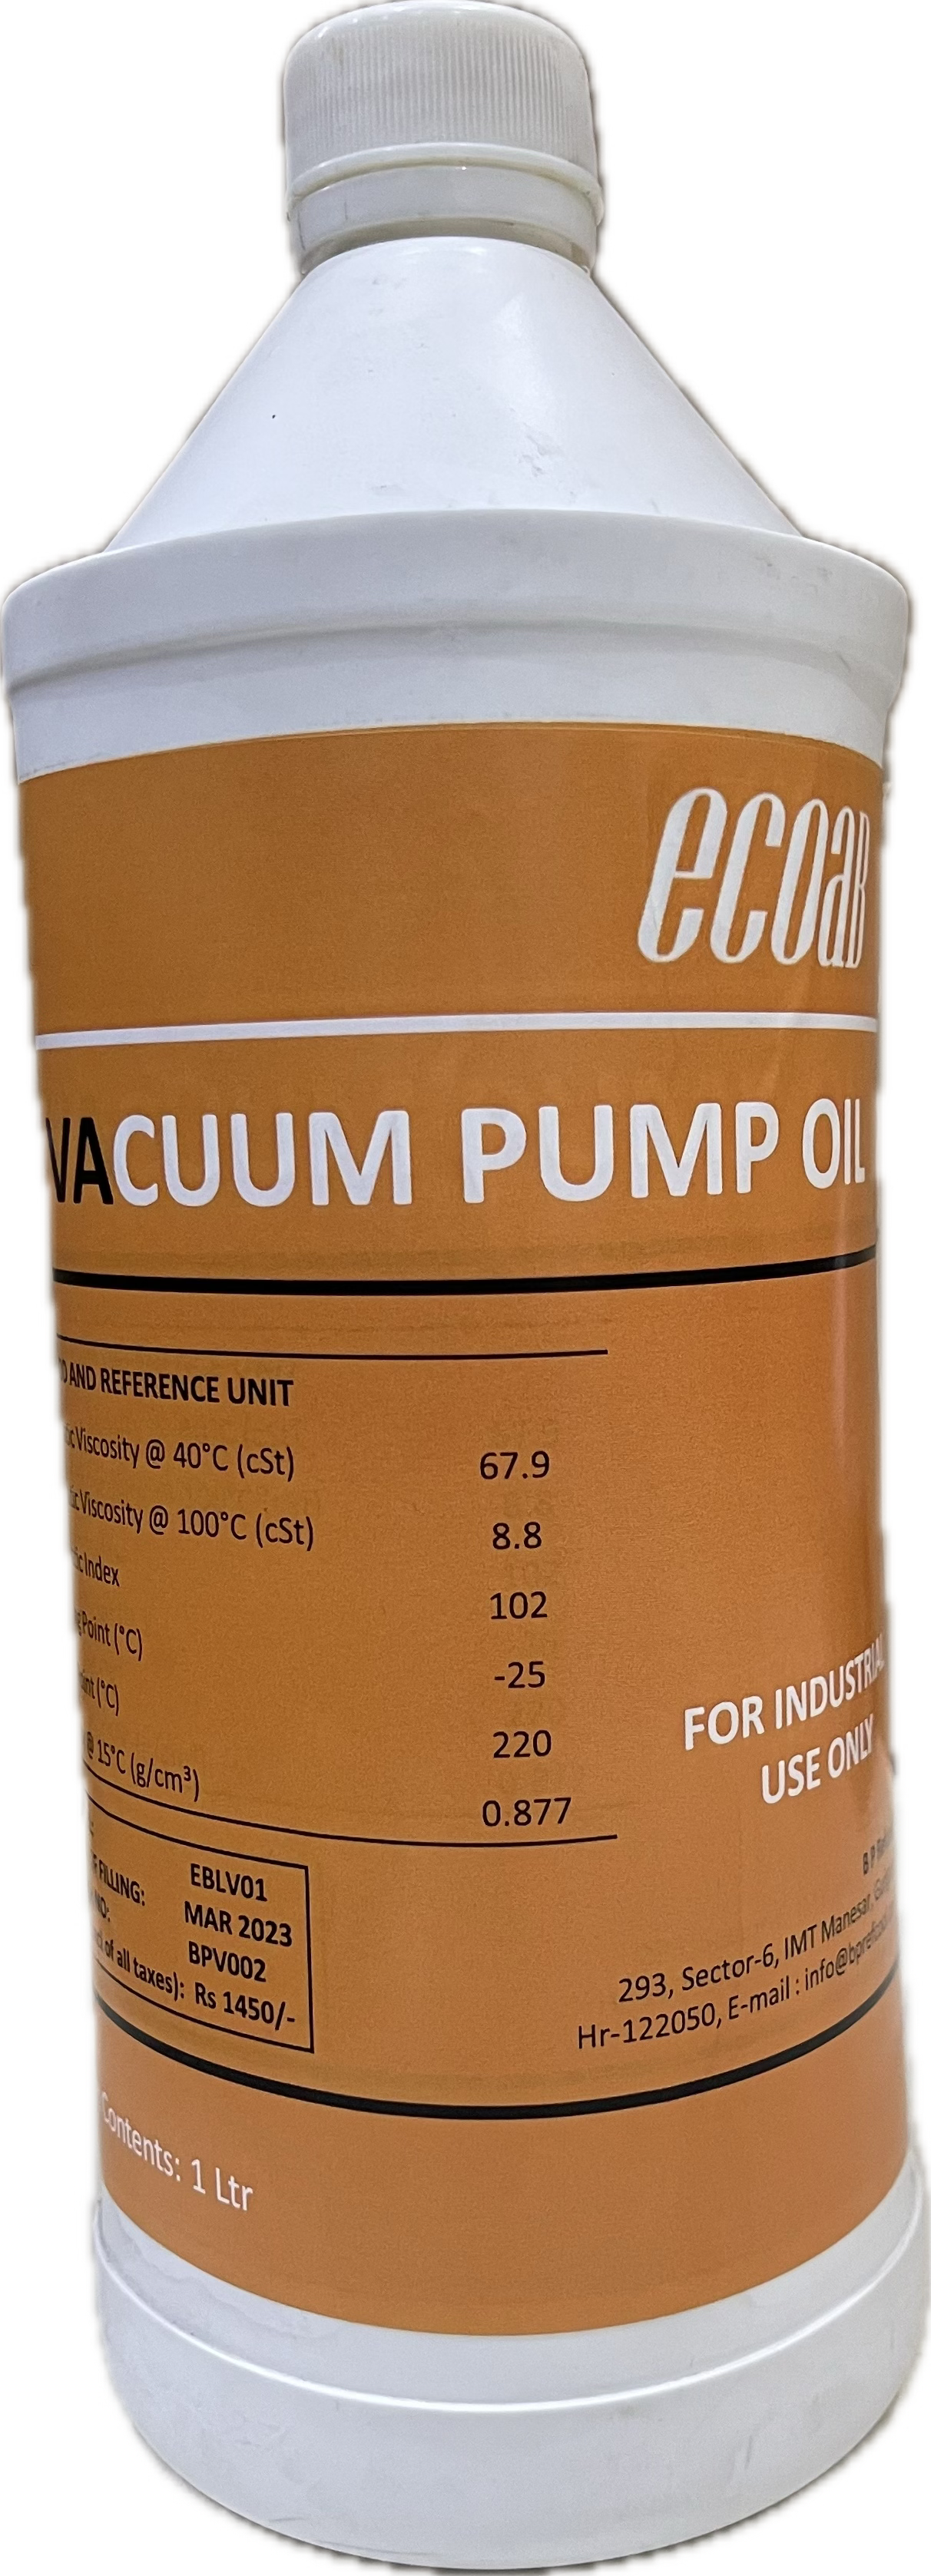 ecoaB
VACUUM PUMP OIL
AND REFERENCE UNIT
Viscosity @ 40°C (cSt) 67.9
Viscosity @ 100°C (cSt) 8.8
Index 102
Point (°C) -25
(°C) 220
@ 15°C (g/cm³) 0.877
FOR INDUSTRIAL
USE ONLY
EBLV01
FILLING: MAR 2023
NO: BPV002
of all taxes): Rs 1450/-
B P
293, Sector-6, IMT Manesar,
Hr-122050, E-mail :
Contents: 1 Ltr